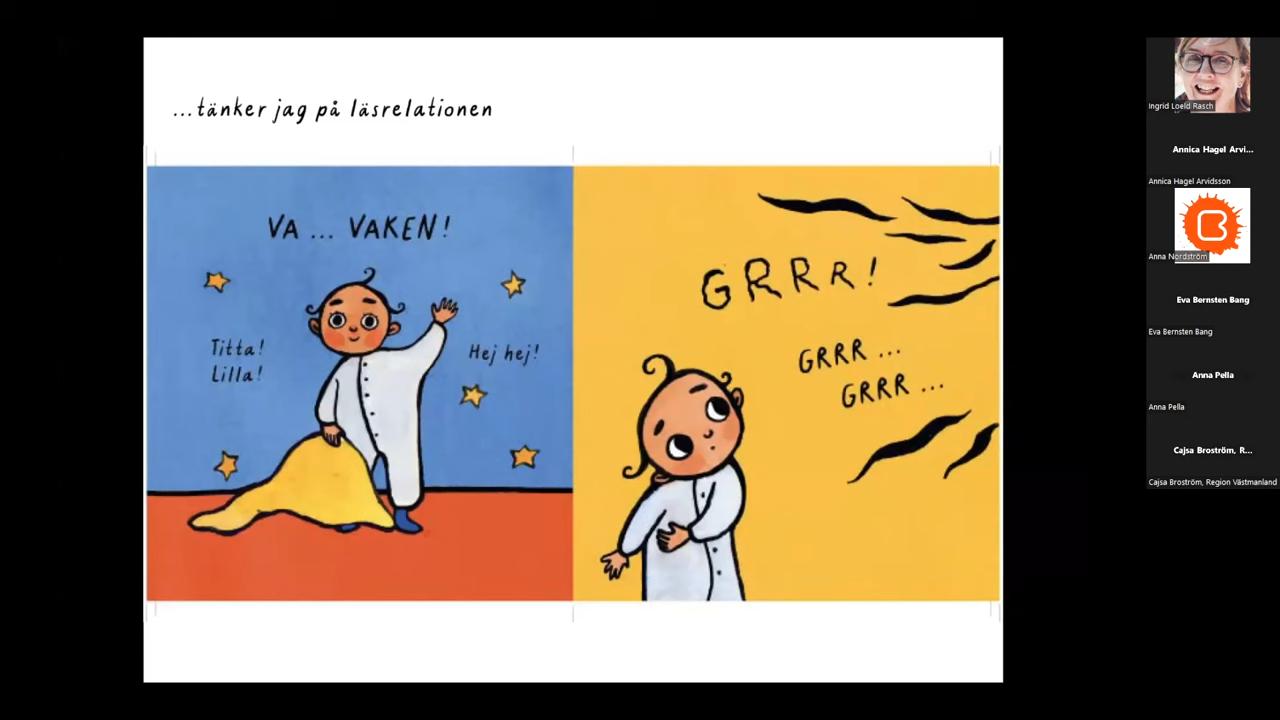 ...tänker jag på läsrelationen
VA ... VAKEN!
Titta!
Lilla!
Hej hej!
GRRR!
GRRR ...
GRRR ...
Ingrid Loeld Rasch
Annica Hagel Arvi...
Annica Hagel Arvidsson
Anna Nordström
Eva Bernsten Bang
Eva Bernsten Bang
Anna Pella
Anna Pella
Cajsa Broström, R...
Cajsa Broström, Region Västmanland